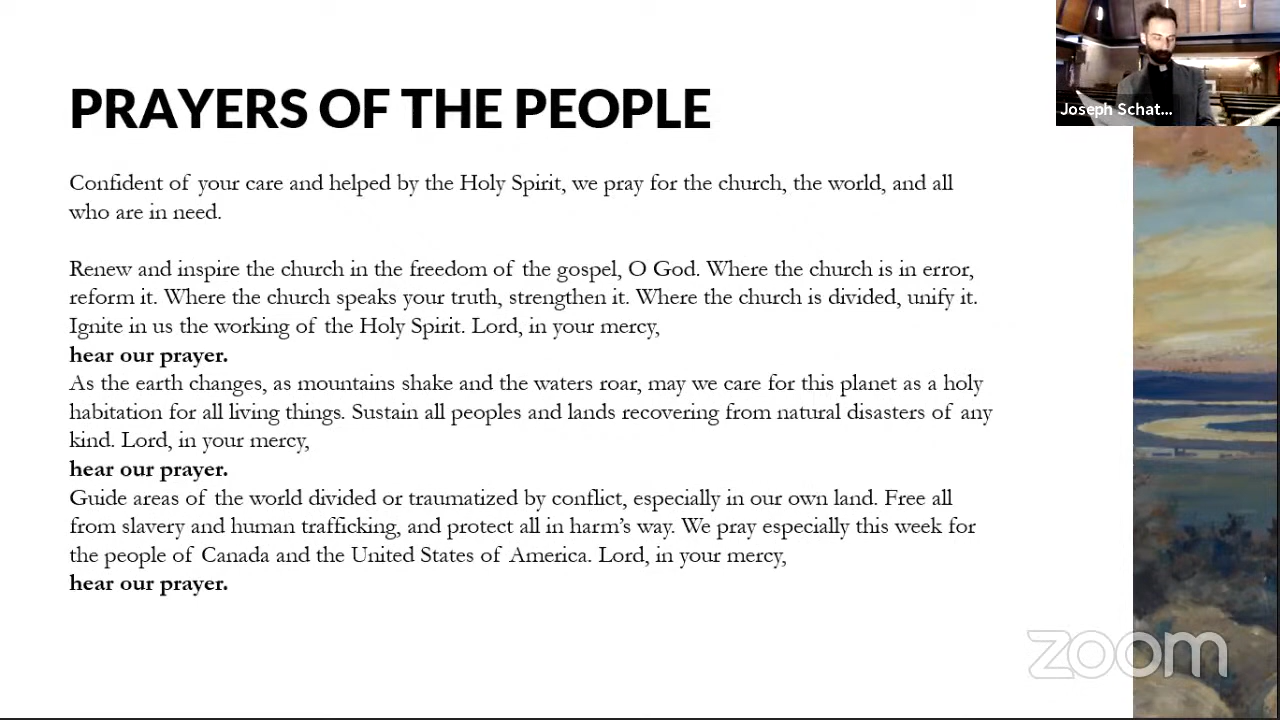 PRAYERS OF THE PEOPLE
Joseph Schat...
Confident of your care and helped by the Holy Spirit, we pray for the church, the world, and all
who are in need.
Renew and inspire the church in the freedom of the gospel, O God. Where the church is in error,
reform it. Where the church speaks your truth, strengthen it. Where the church is divided, unify it.
Ignite in us the working of the Holy Spirit. Lord, in your mercy,
hear our prayer.
As the earth changes, as mountains shake and the waters roar, may we care for this planet as a holy
habitation for all living things. Sustain all peoples and lands recovering from natural disasters of any
kind. Lord, in your mercy,
hear our prayer.
Guide areas of the world divided or traumatized by conflict, especially in our own land. Free all
from slavery and human trafficking, and protect all in harm’s way. We pray especially this week for
the people of Canada and the United States of America. Lord, in your mercy,
hear our prayer.
zoom